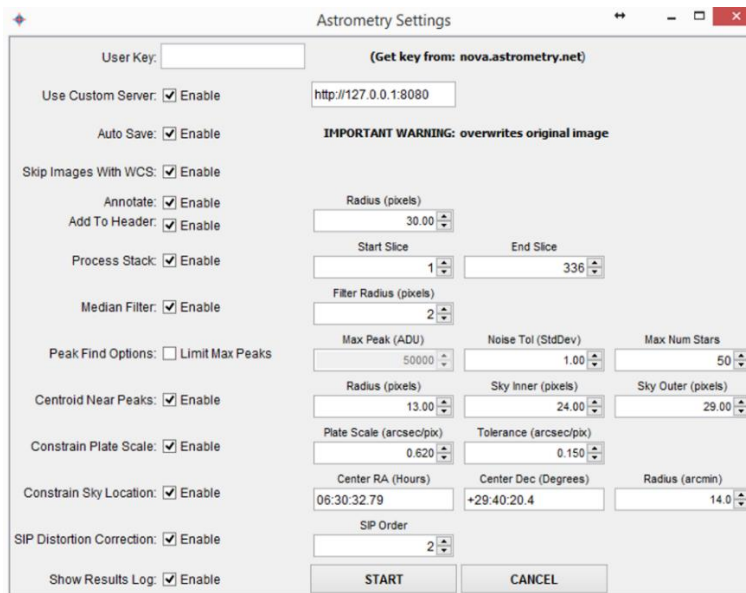 Astrometry Settings
User Key: (Get key from: nova.astrometry.net)
Use Custom Server: Enable http://127.0.0.1:8080
Auto Save: Enable IMPORTANT WARNING: overwrites original image
Skip Images With WCS: Enable
Annotate: Enable Radius (pixels)
Add To Header: Enable 30.00
Start Slice End Slice
Process Stack: Enable 1 336
Filter Radius (pixels)
Median Filter: Enable 2
Max Peak (ADU) Noise Tol (StdDev) Max Num Stars
Peak Find Options: Limit Max Peaks 50000 1.00 50
Radius (pixels) Sky Inner (pixels) Sky Outer (pixels)
Centroid Near Peaks: Enable 13.00 24.00 29.00
Plate Scale (arcsec/pix) Tolerance (arcsec/pix)
Constrain Plate Scale: Enable 0.620 0.150
Center RA (Hours) Center Dec (Degrees) Radius (arcmin)
Constrain Sky Location: Enable 06:30:32.79 +29:40:20.4 14.0
SIP Order
SIP Distortion Correction: Enable 2
Show Results Log: Enable START CANCEL